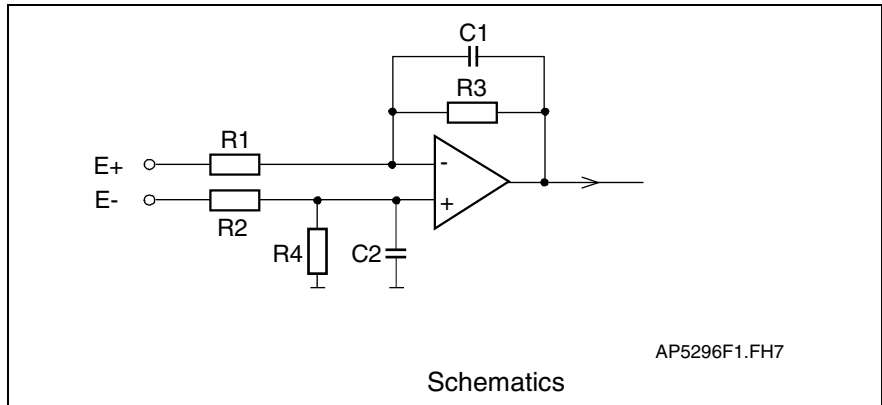 C1
R3
R1
E+
-
E-
+
R2
R4
C2
AP5296F1.FH7
Schematics